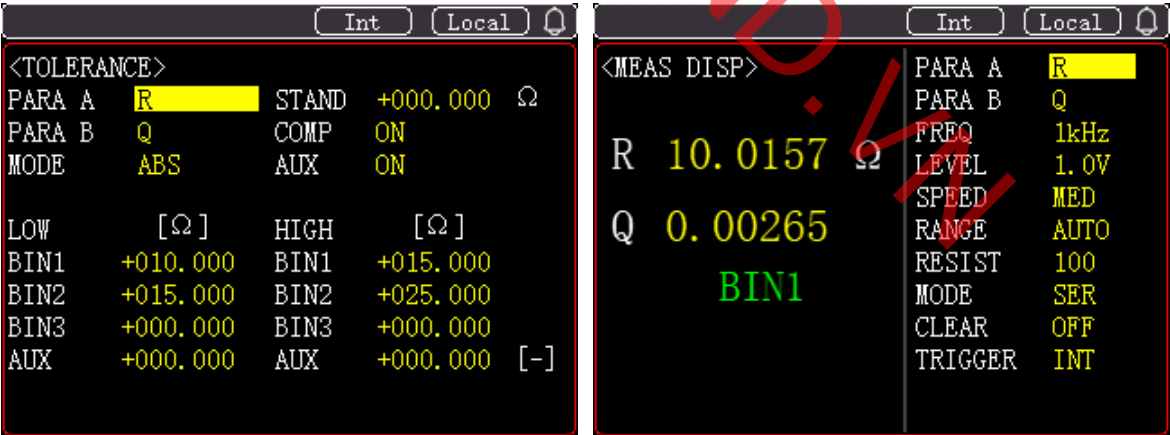 Int Local
<TOLERANCE>
PARA A R STAND +000.000 Ω
PARA B Q COMP ON
MODE ABS AUX ON
LOW [Ω] HIGH [Ω]
BIN1 +010.000 BIN1 +015.000
BIN2 +015.000 BIN2 +025.000
BIN3 +000.000 BIN3 +000.000
AUX +000.000 AUX +000.000 [-]
Int Local
<MEAS DISP>
R 10.0157 Ω
Q 0.00265
BIN1
PARA A R
PARA B Q
FREQ 1kHz
LEVEL 1.0V
SPEED MED
RANGE AUTO
RESIST 100
MODE SER
CLEAR OFF
TRIGGER INT
D.VN